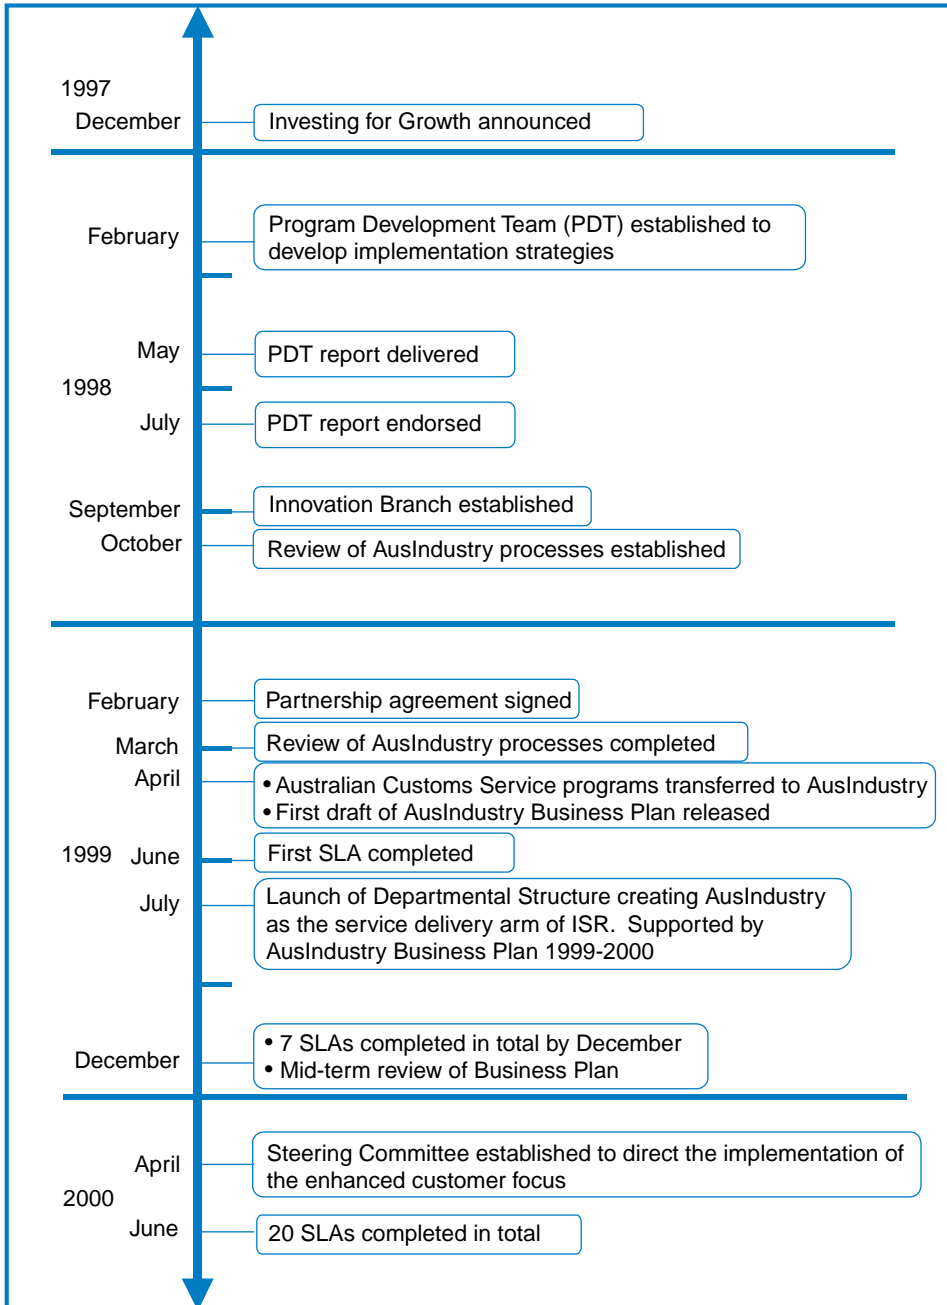 1997
December
Investing for Growth announced
February
Program Development Team (PDT) established to
develop implementation strategies
May
PDT report delivered
1998
July
PDT report endorsed
September
Innovation Branch established
October
Review of AusIndustry processes established
February
Partnership agreement signed
March
Review of AusIndustry processes completed
April
• Australian Customs Service programs transferred to AusIndustry
• First draft of AusIndustry Business Plan released
1999 June
First SLA completed
July
Launch of Departmental Structure creating AusIndustry
as the service delivery arm of ISR. Supported by
AusIndustry Business Plan 1999-2000
December
• 7 SLAs completed in total by December
• Mid-term review of Business Plan
April
Steering Committee established to direct the implementation of
the enhanced customer focus
2000
June
20 SLAs completed in total